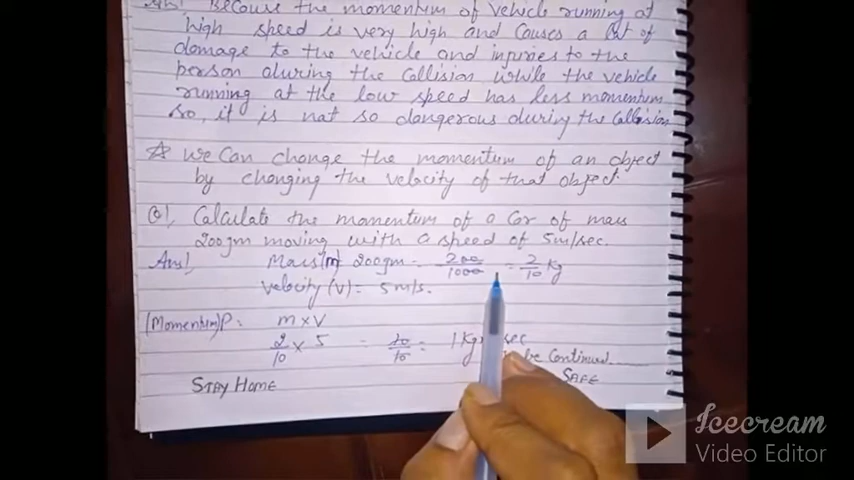 Ans! Because the momentum of vehicle running at
high speed is very high and causes a lot of
damage to the vehicle and injuries to the
person during the Collision while the vehicle
running at the low speed has less momentum
so, it is not so dangerous during the Collision
☆ we can change the momentum of an object
by changing the velocity of that object.
Q1, Calculate the momentum of a Car of mass
200gm moving with a speed of 5m/sec.
Ans!, Mass(m) 200gm = 200/1000 = 2/10 Kg
velocity (v) = 5 m/s.
(Momentum)P = m×v
2/10 × 5 = 10/10 = 1 Kg sec
be Continued
STAY HOME SAFE
Icecream
Video Editor